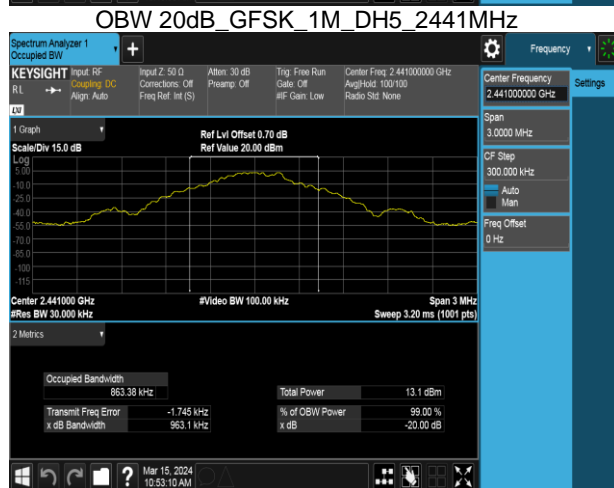 OBW 20dB_GFSK_1M_DH5_2441MHz
Spectrum Analyzer 1
Occupied BW
Frequency
KEYSIGHT
R L
LXI
Input: RF
Coupling: DC
Align: Auto
Input Z: 50 Ω
Corrections: Off
Freq Ref: Int (S)
Atten: 30 dB
Preamp: Off
Trig: Free Run
Gate: Off
#IF Gain: Low
Center Freq: 2.441000000 GHz
Avg|Hold: 100/100
Radio Std: None
Center Frequency
2.441000000 GHz
Settings
Span
3.0000 MHz
CF Step
300.000 kHz
Auto
Man
Freq Offset
0 Hz
1 Graph
Scale/Div 15.0 dB
Ref Lvl Offset 0.70 dB
Ref Value 20.00 dBm
Log
5.00
-10.0
-25.0
-40.0
-55.0
-70.0
-85.0
-100
-115
Center 2.441000 GHz
#Res BW 30.000 kHz
#Video BW 100.00 kHz
Span 3 MHz
Sweep 3.20 ms (1001 pts)
2 Metrics
Occupied Bandwidth
863.38 kHz
Total Power 13.1 dBm
Transmit Freq Error -1.745 kHz
% of OBW Power 99.00 %
x dB Bandwidth 963.1 kHz
x dB -20.00 dB
?
Mar 15, 2024
10:53:10 AM